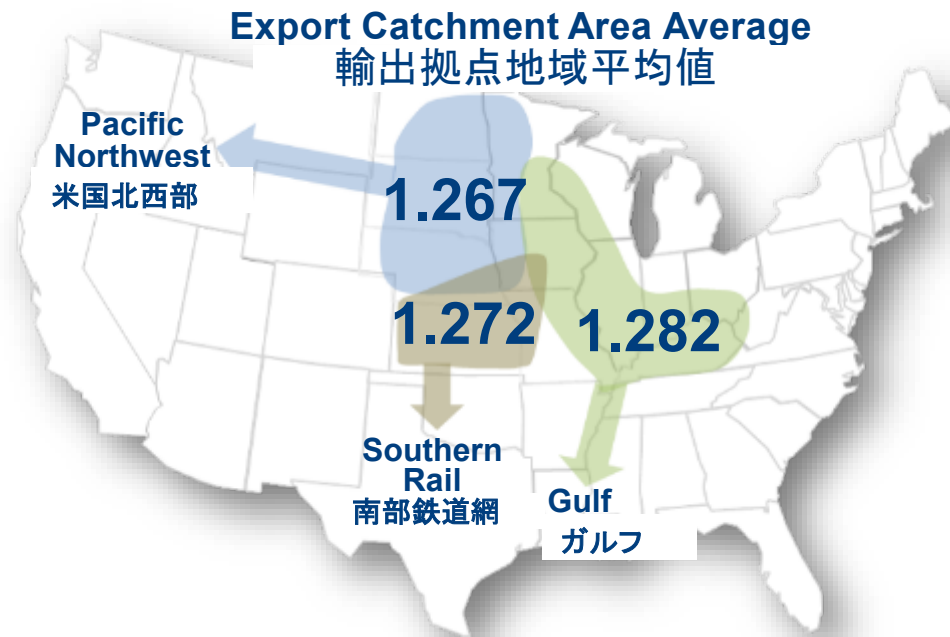 Export Catchment Area Average
輸出拠点地域平均値
Pacific
Northwest
米国北西部
1.267
1.272
1.282
Southern
Rail
南部鉄道網
Gulf
ガルフ